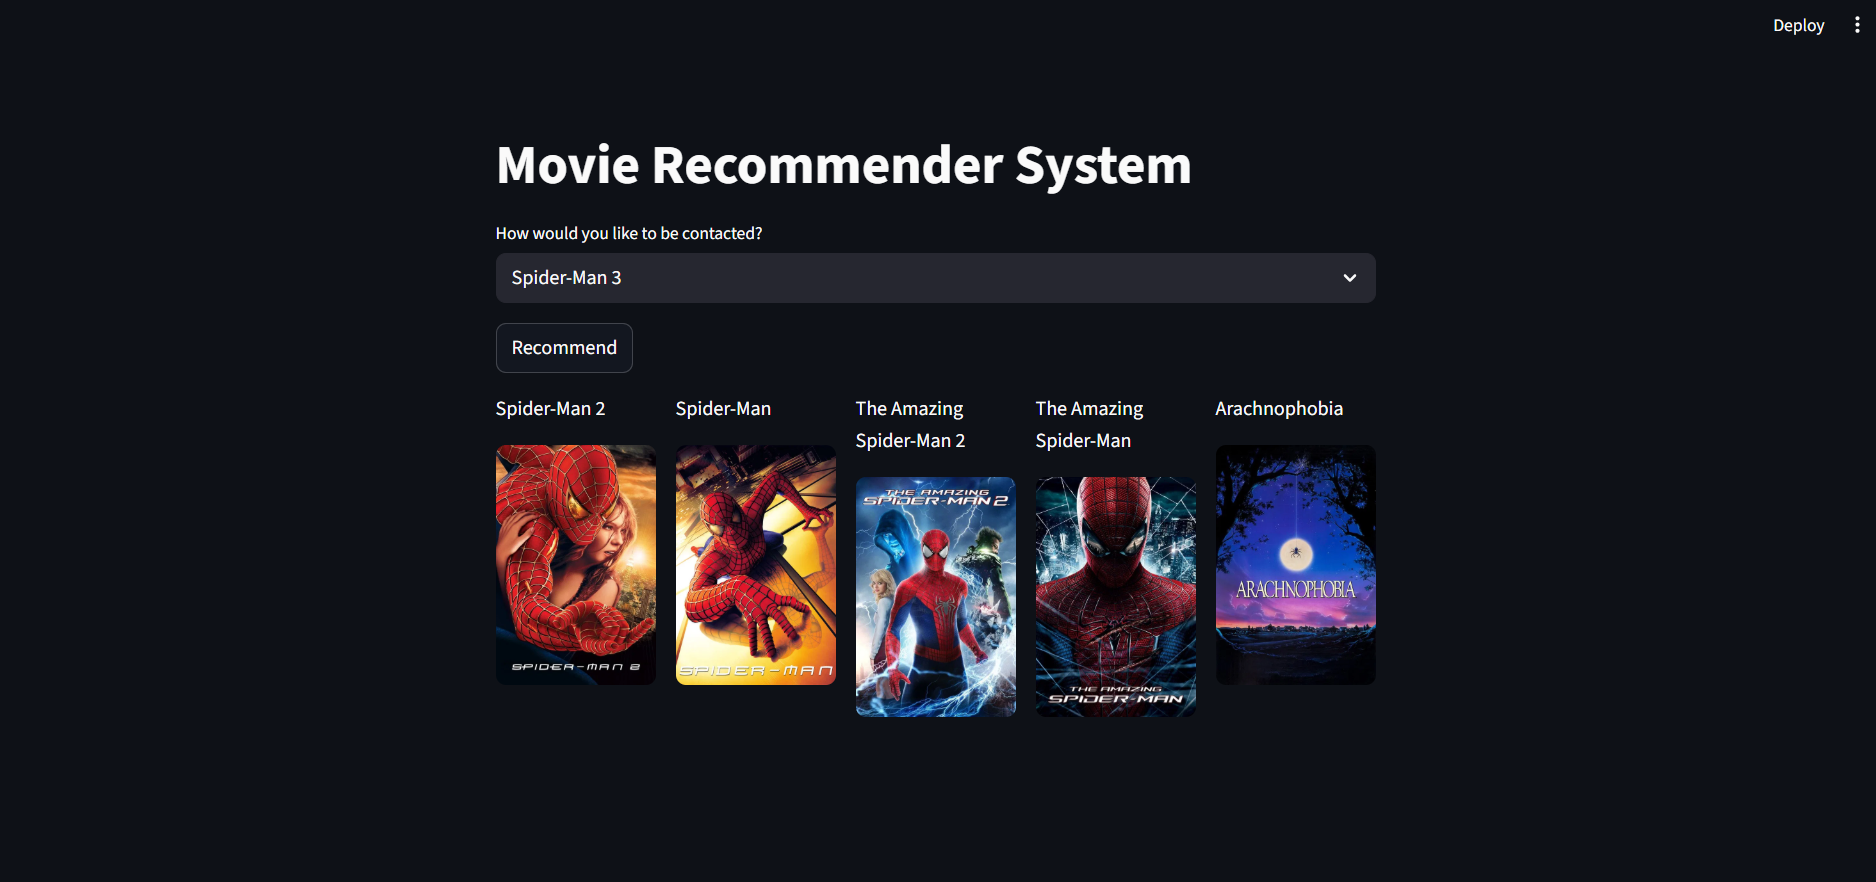 Deploy
Movie Recommender System
How would you like to be contacted?
Spider-Man 3
Recommend
Spider-Man 2
Spider-Man
The Amazing
Spider-Man 2
The Amazing
Spider-Man
Arachnophobia
SPIDER-MAN 2
SPIDER-MAN
THE AMAZING
SPIDER-MAN 2
THE AMAZING
SPIDER-MAN
ARACHNOPHOBIA